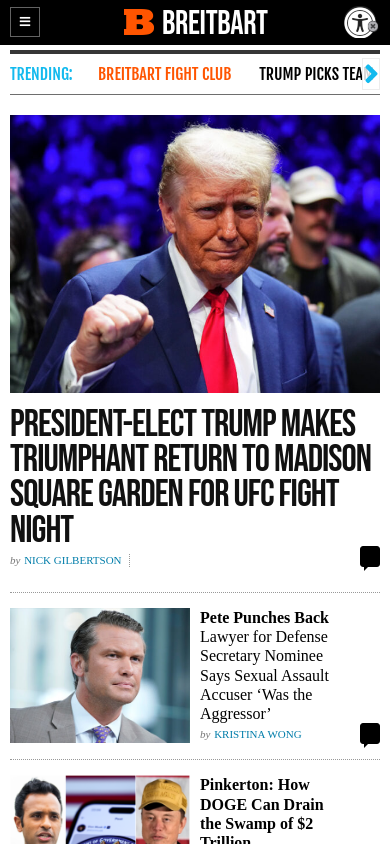 BREITBART
TRENDING:
BREITBART FIGHT CLUB
TRUMP PICKS TEA
PRESIDENT-ELECT TRUMP MAKES
TRIUMPHANT RETURN TO MADISON
SQUARE GARDEN FOR UFC FIGHT
NIGHT
by NICK GILBERTSON
Pete Punches Back
Lawyer for Defense
Secretary Nominee
Says Sexual Assault
Accuser ‘Was the
Aggressor’
by KRISTINA WONG
Pinkerton: How
DOGE Can Drain
the Swamp of $2
Trillion